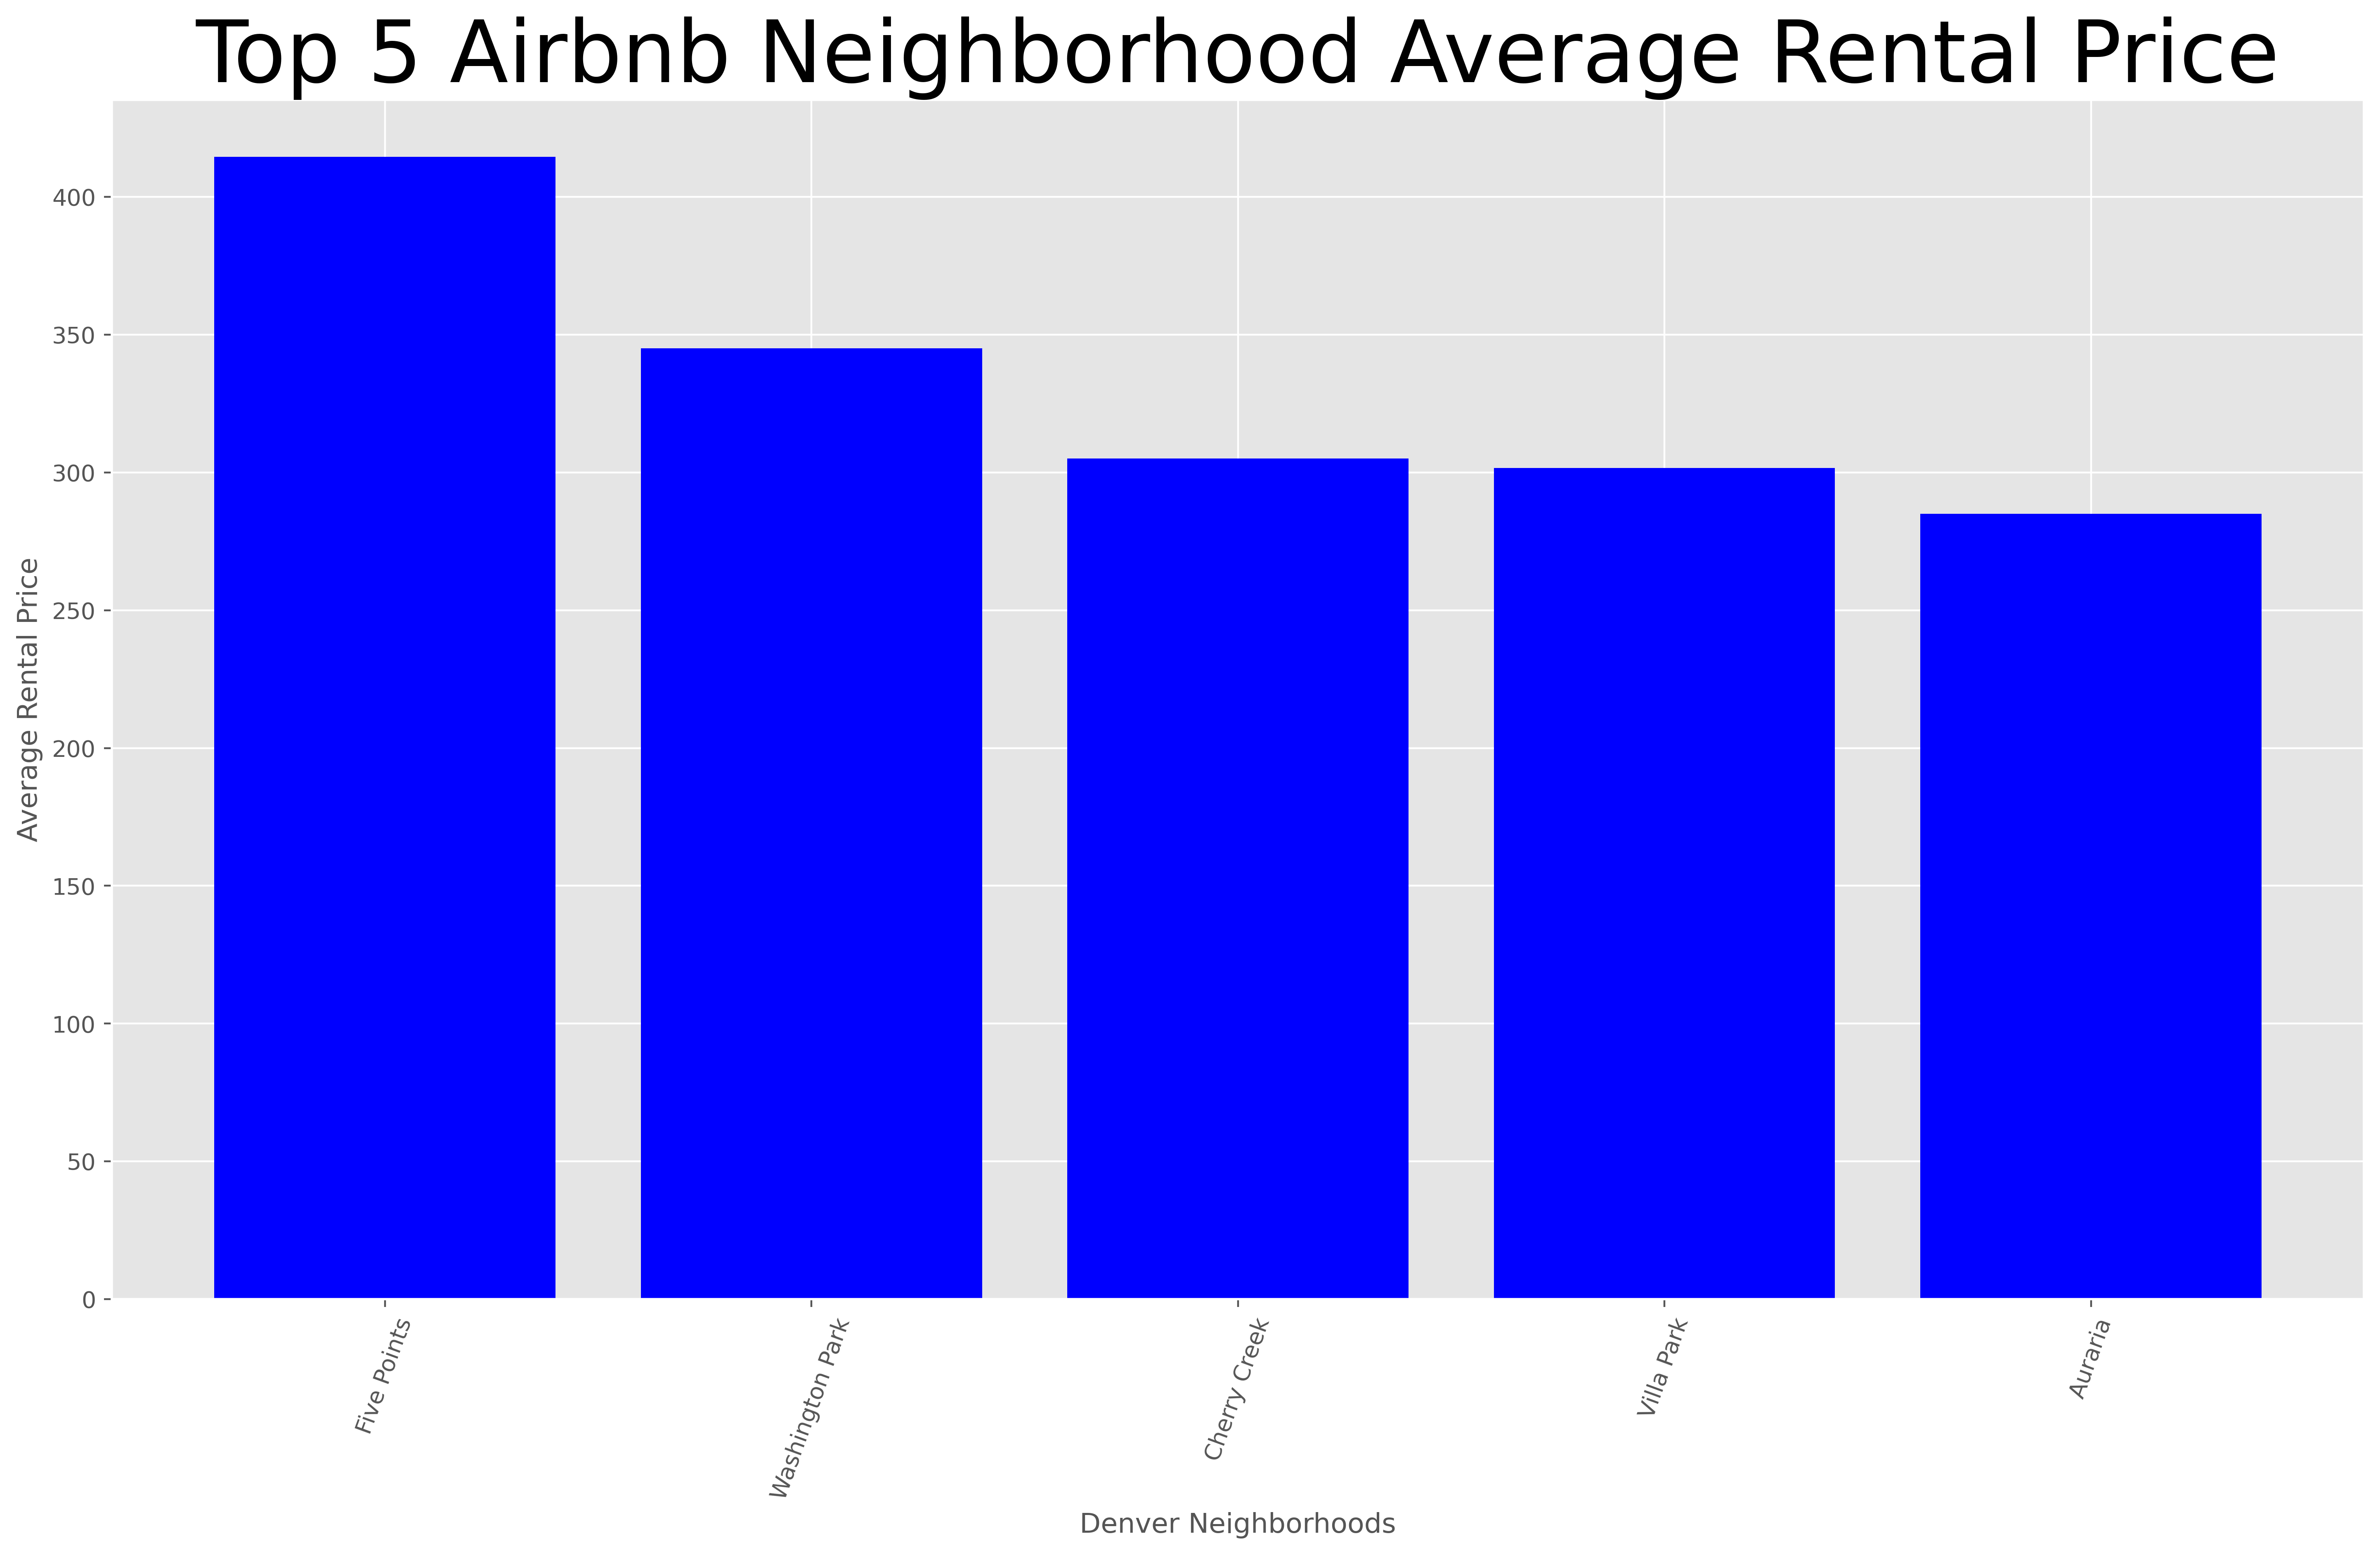 Top 5 Airbnb Neighborhood Average Rental Price
Average Rental Price
400
350
300
250
200
150
100
50
0
Five Points
Washington Park
Cherry Creek
Villa Park
Auraria
Denver Neighborhoods